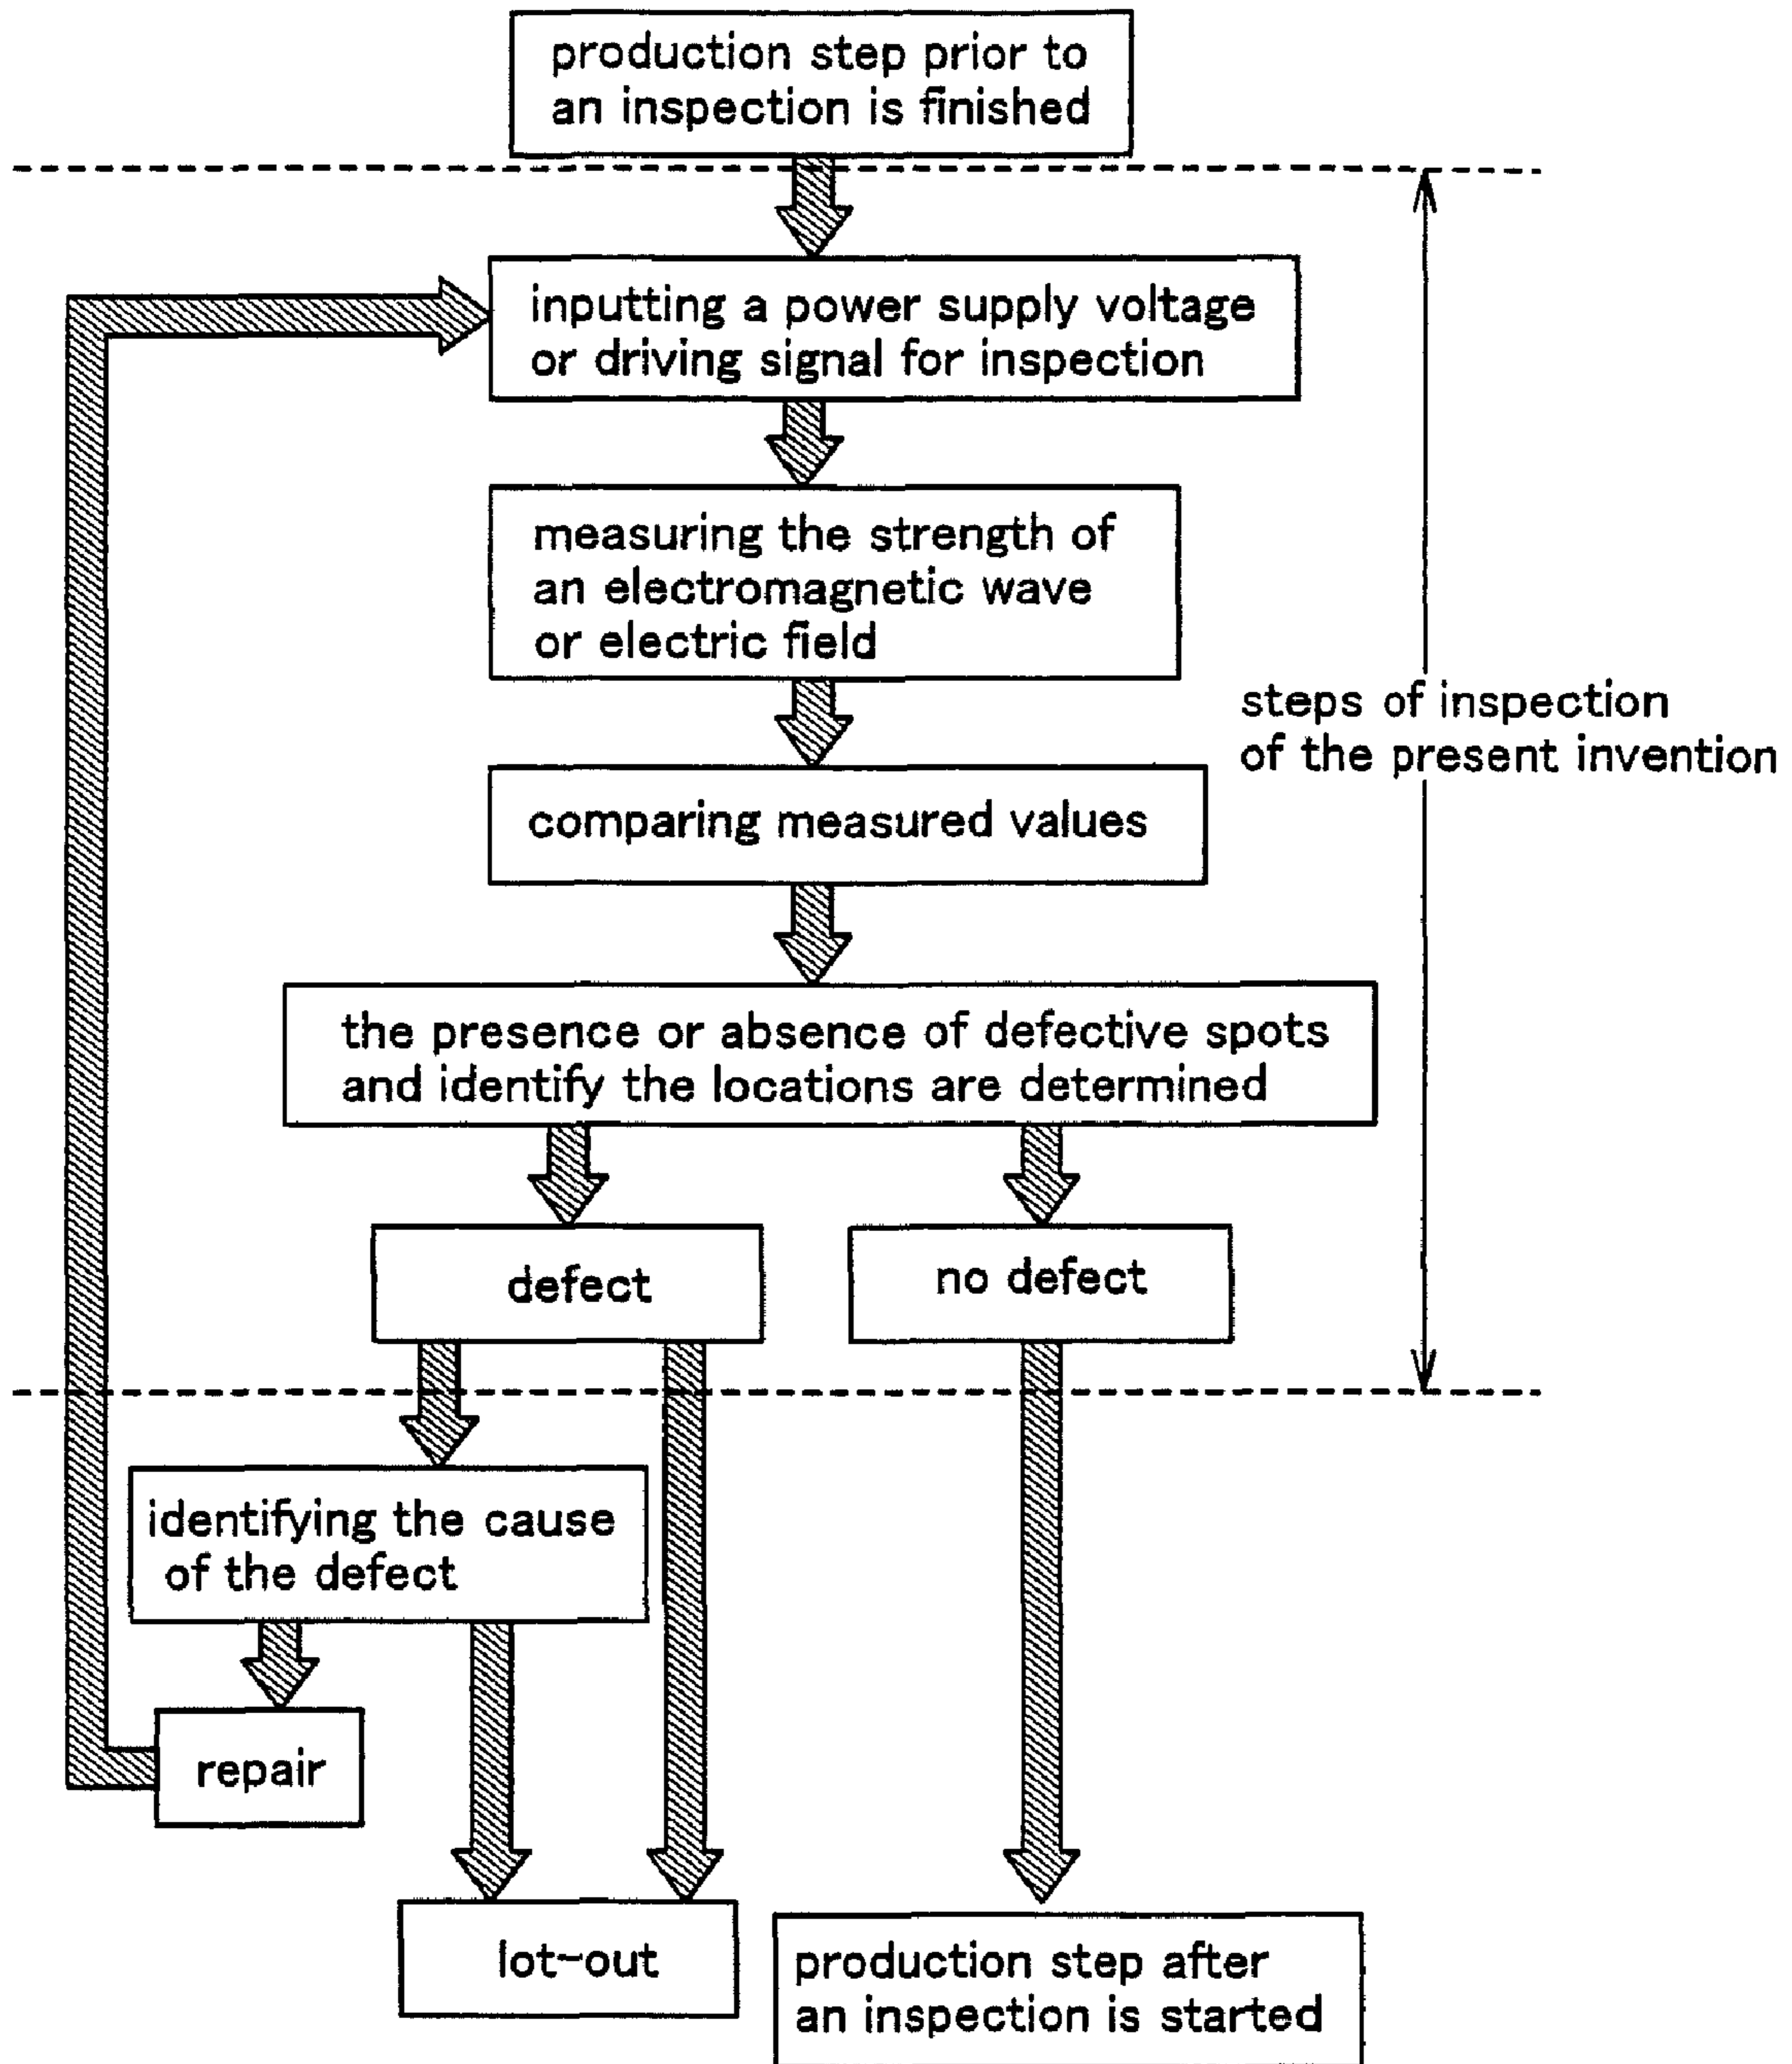 production step prior to
an inspection is finished
inputting a power supply voltage
or driving signal for inspection
measuring the strength of
an electromagnetic wave
or electric field
steps of inspection
of the present invention
comparing measured values
the presence or absence of defective spots
and identify the locations are determined
defect
no defect
identifying the cause
of the defect
repair
lot-out
production step after
an inspection is started